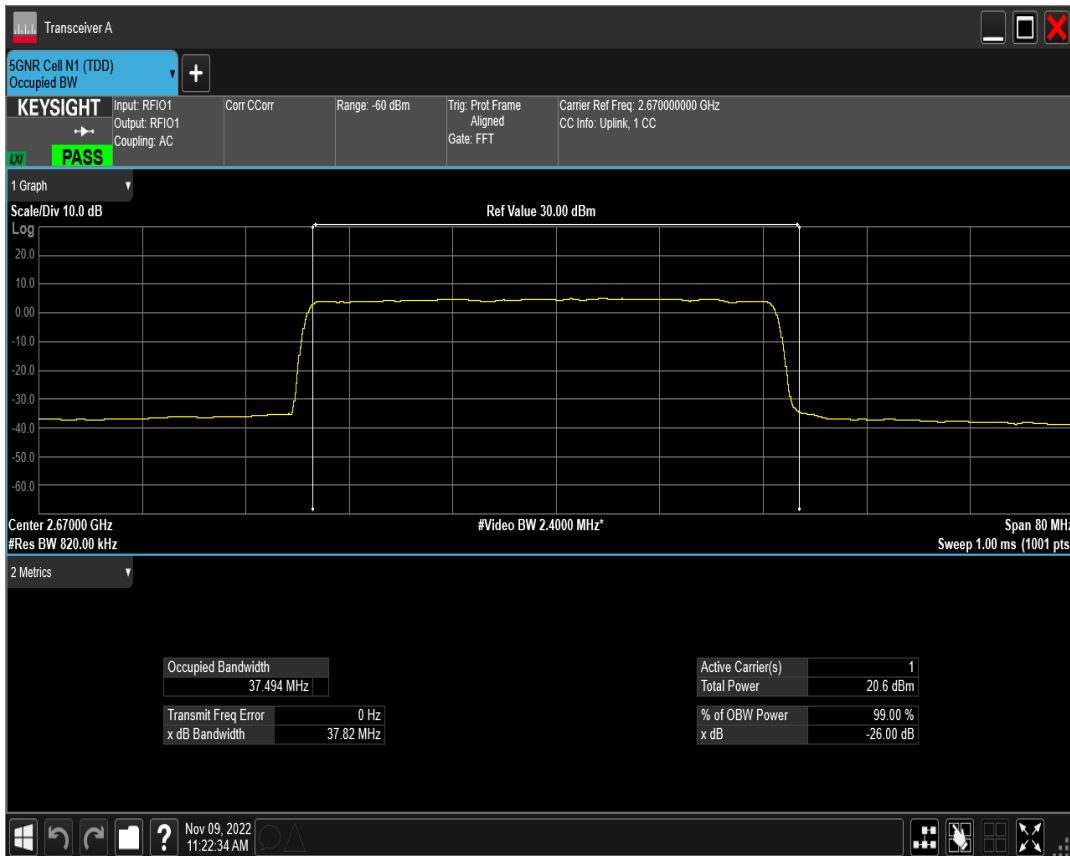 Transceiver A
5GNR Cell N1 (TDD)
Occupied BW
+
KEYSIGHT
LXI
PASS
Input: RFIO1
Output: RFIO1
Coupling: AC
Corr CCorr
Range: -60 dBm
Trig: Prot Frame
Aligned
Gate: FFT
Carrier Ref Freq: 2.670000000 GHz
CC Info: Uplink, 1 CC
1 Graph
Scale/Div 10.0 dB
Ref Value 30.00 dBm
Log
20.0
10.0
0.00
-10.0
-20.0
-30.0
-40.0
-50.0
-60.0
Center 2.67000 GHz
#Video BW 2.4000 MHz*
Span 80 MHz
#Res BW 820.00 kHz
Sweep 1.00 ms (1001 pts
2 Metrics
Occupied Bandwidth
37.494 MHz
Transmit Freq Error 0 Hz
x dB Bandwidth 37.82 MHz
Active Carrier(s) 1
Total Power 20.6 dBm
% of OBW Power 99.00 %
x dB -26.00 dB
?
Nov 09, 2022
11:22:34 AM